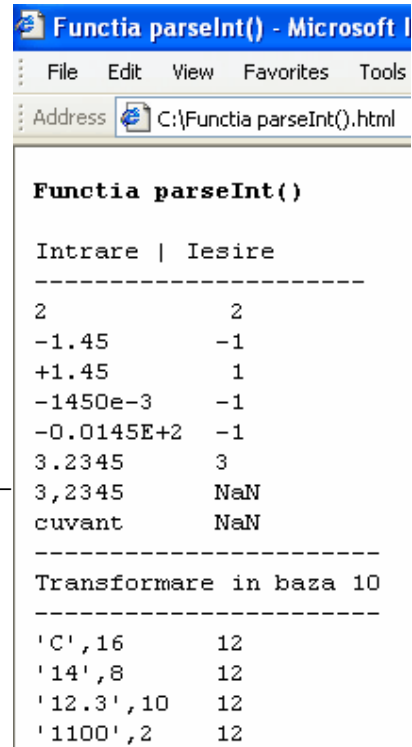 Functia parseInt() - Microsoft I
File Edit View Favorites Tools
Address C:\Functia parseInt().html
Functia parseInt()
Intrare | Iesire
----------------------
2 2
-1.45 -1
+1.45 1
-1450e-3 -1
-0.0145E+2 -1
3.2345 3
3,2345 NaN
cuvant NaN
-----------------------
Transformare in baza 10
-----------------------
'C',16 12
'14',8 12
'12.3',10 12
'1100',2 12